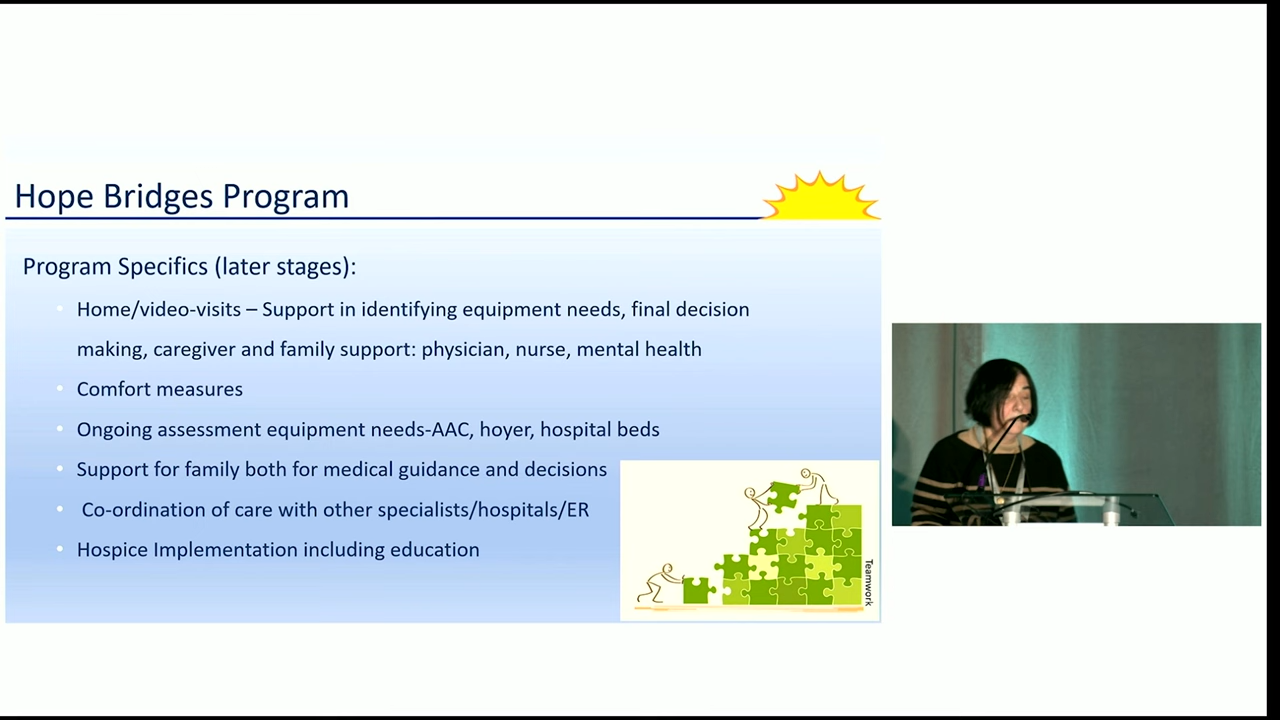 Hope Bridges Program
Program Specifics (later stages):
Home/video-visits – Support in identifying equipment needs, final decision
making, caregiver and family support: physician, nurse, mental health
Comfort measures
Ongoing assessment equipment needs-AAC, hoyer, hospital beds
Support for family both for medical guidance and decisions
Co-ordination of care with other specialists/hospitals/ER
Hospice Implementation including education
Teamwork